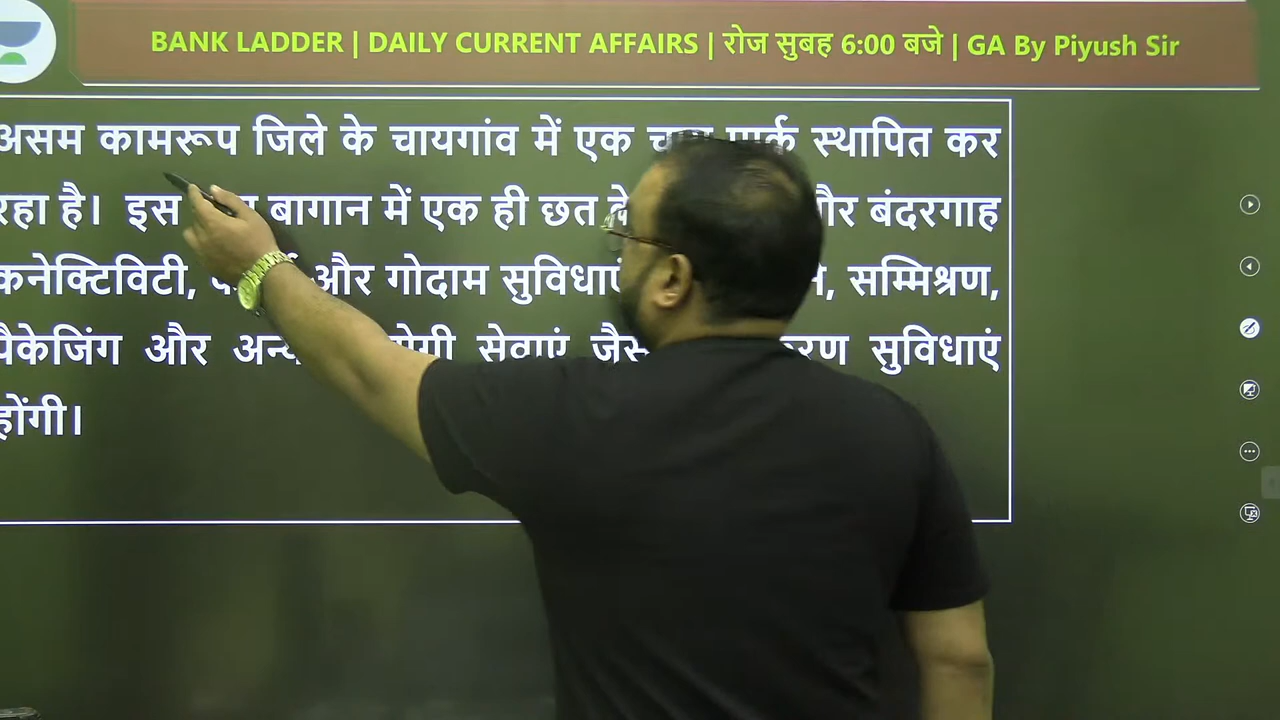 BANK LADDER | DAILY CURRENT AFFAIRS | रोज सुबह 6:00 बजे | GA By Piyush Sir
असम कामरूप जिले के चायगांव में एक पार्क स्थापित कर
रहा है। इस बागान में एक ही छत के और बंदरगाह
कनेक्टिविटी, और गोदाम सुविधाएं सम्मिश्रण,
पैकेजिंग और अन्य सेवाएं सुविधाएं
होंगी।